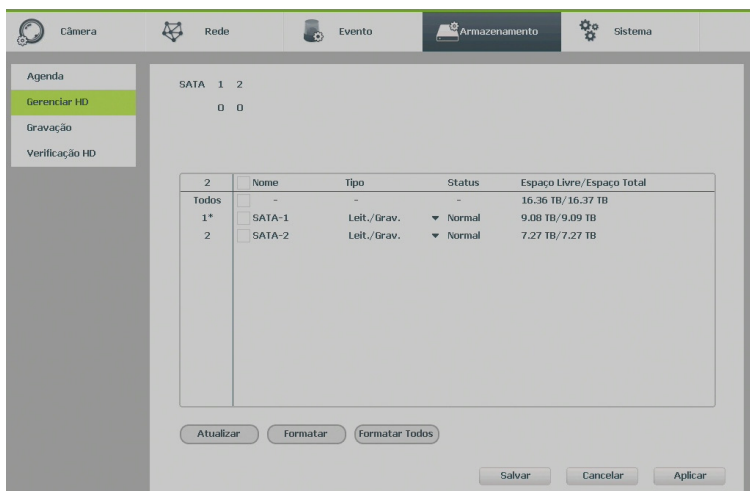 Câmera Rede Evento Armazenamento Sistema
Agenda
Gerenciar HD
Gravação
Verificação HD
SATA 1 2
0 0
2 Nome Tipo Status Espaço Livre/Espaço Total
Todos - - - 16.36 TB/16.37 TB
1* SATA-1 Leit./Grav. Normal 9.08 TB/9.09 TB
2 SATA-2 Leit./Grav. Normal 7.27 TB/7.27 TB
Atualizar Formatar Formatar Todos
Salvar Cancelar Aplicar